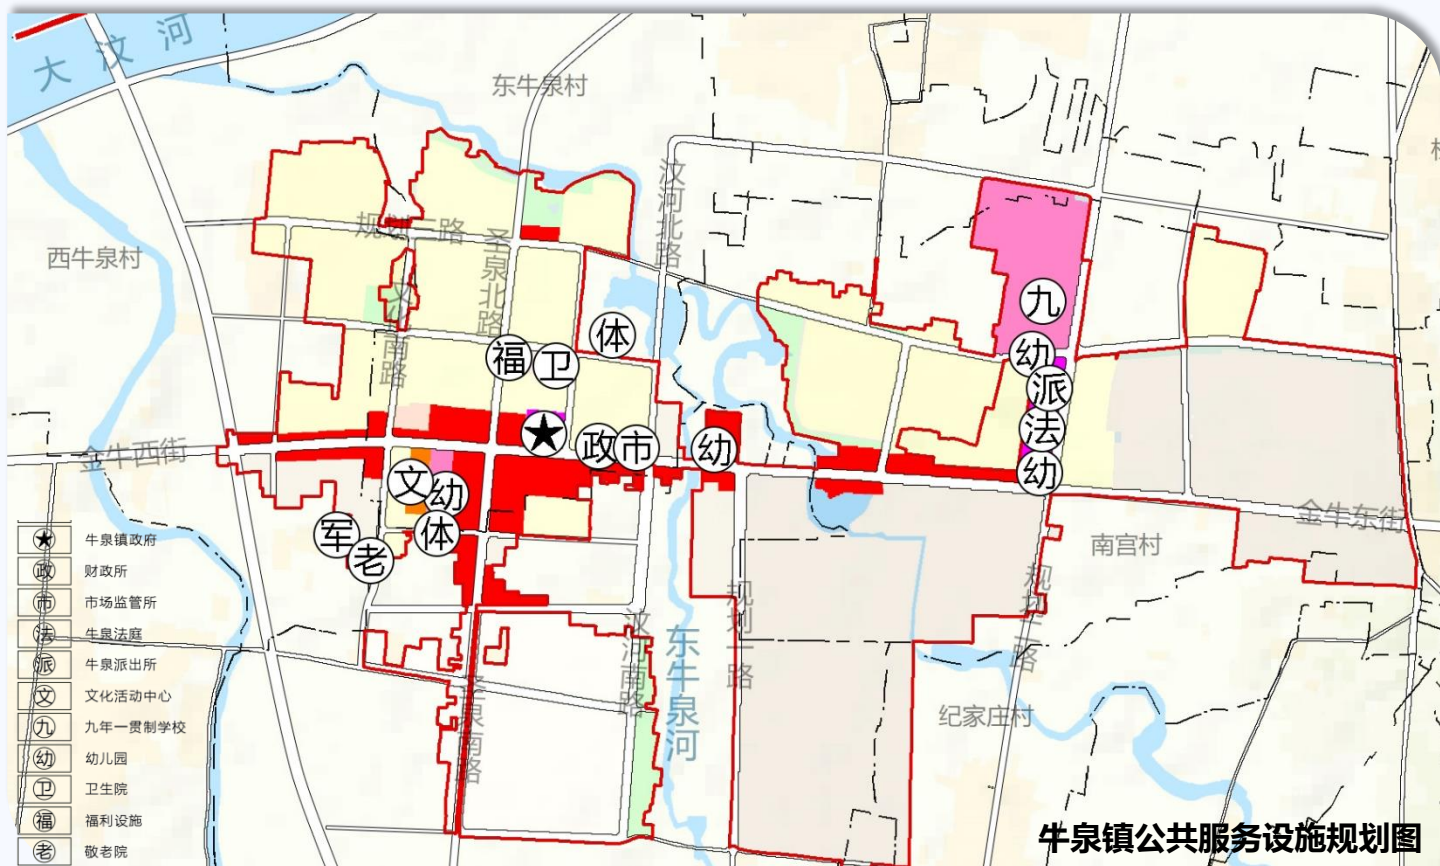 大汶河
东牛泉村
汶河北路
规划二路
圣泉北路
西牛泉村
文化南路
九
体
幼
福
卫
派
法
政
市
幼
幼
金牛西街
文
幼
军
体
老
金牛东街
南宫村
规划一路
规划二路
汶河南路
东牛泉河
圣泉南路
纪家庄村
★ 牛泉镇政府
政 财政所
市 市场监管所
法 牛泉法庭
派 牛泉派出所
文 文化活动中心
九 九年一贯制学校
幼 幼儿园
卫 卫生院
福 福利设施
老 敬老院
牛泉镇公共服务设施规划图